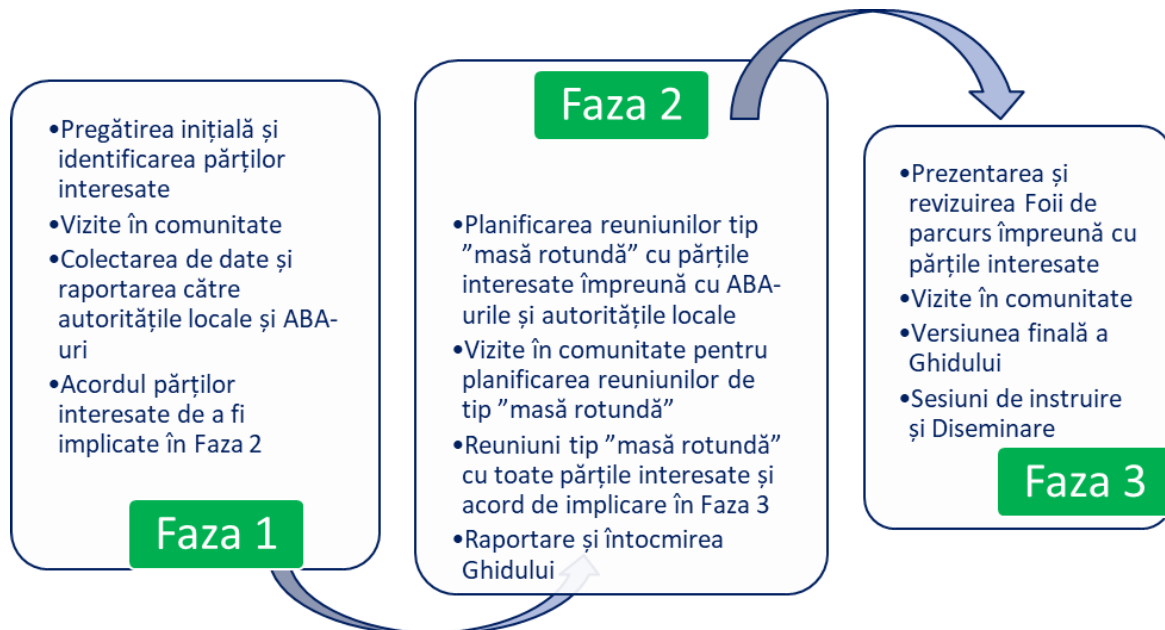 •Pregătirea inițială și
identificarea părților
interesate
•Vizite în comunitate
•Colectarea de date și
raportarea către
autoritățile locale și ABA-
uri
•Acordul părților
interesate de a fi
implicate în Faza 2
Faza 1
Faza 2
•Planificarea reuniunilor tip
”masă rotundă” cu părțile
interesate împreună cu ABA-
urile și autoritățile locale
•Vizite în comunitate pentru
planificarea reuniunilor de
tip ”masă rotundă”
•Reuniuni tip ”masă rotundă”
cu toate părțile interesate și
acord de implicare în Faza 3
•Raportare și întocmirea
Ghidului
•Prezentarea și
revizuirea Foii de
parcurs împreună cu
părțile interesate
•Vizite în comunitate
•Versiunea finală a
Ghidului
•Sesiuni de instruire
și Diseminare
Faza 3